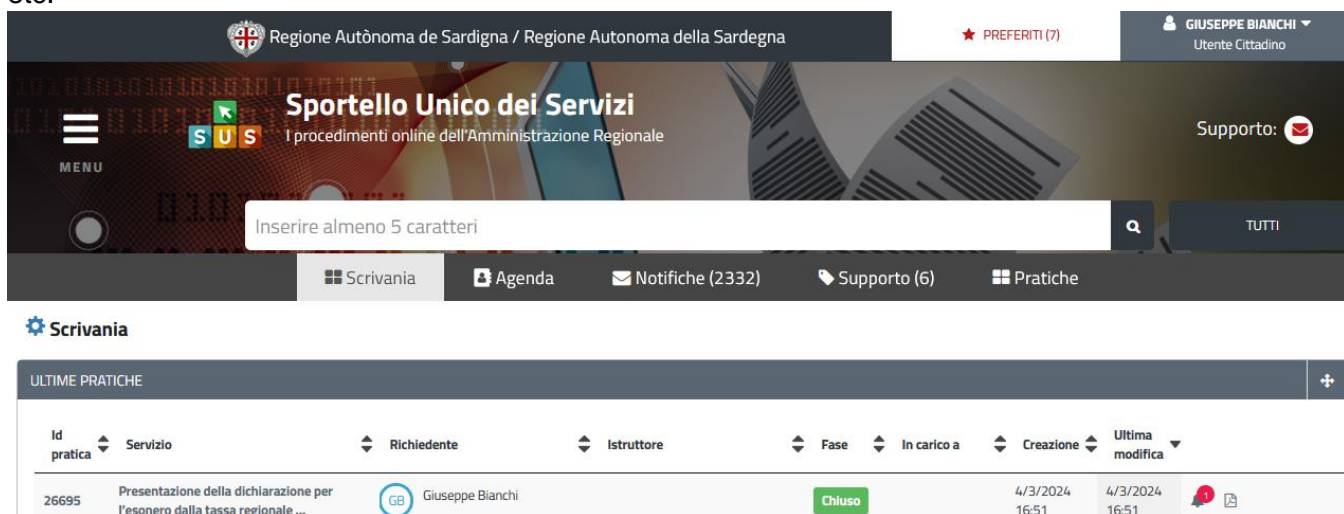 Regione Autònoma de Sardigna / Regione Autonoma della Sardegna
PREFERITI (7)
GIUSEPPE BIANCHI
Utente Cittadino
Sportello Unico dei Servizi
I procedimenti online dell'Amministrazione Regionale
SUS
MENU
Supporto:
Inserire almeno 5 caratteri
TUTTI
Scrivania
Agenda
Notifiche (2332)
Supporto (6)
Pratiche
Scrivania
ULTIME PRATICHE
Id pratica
Servizio
Richiedente
Istruttore
Fase
In carico a
Creazione
Ultima modifica
26695
Presentazione della dichiarazione per
l'esonero dalla tassa regionale ...
GB
Giuseppe Bianchi
Chiuso
4/3/2024
16:51
4/3/2024
16:51
1